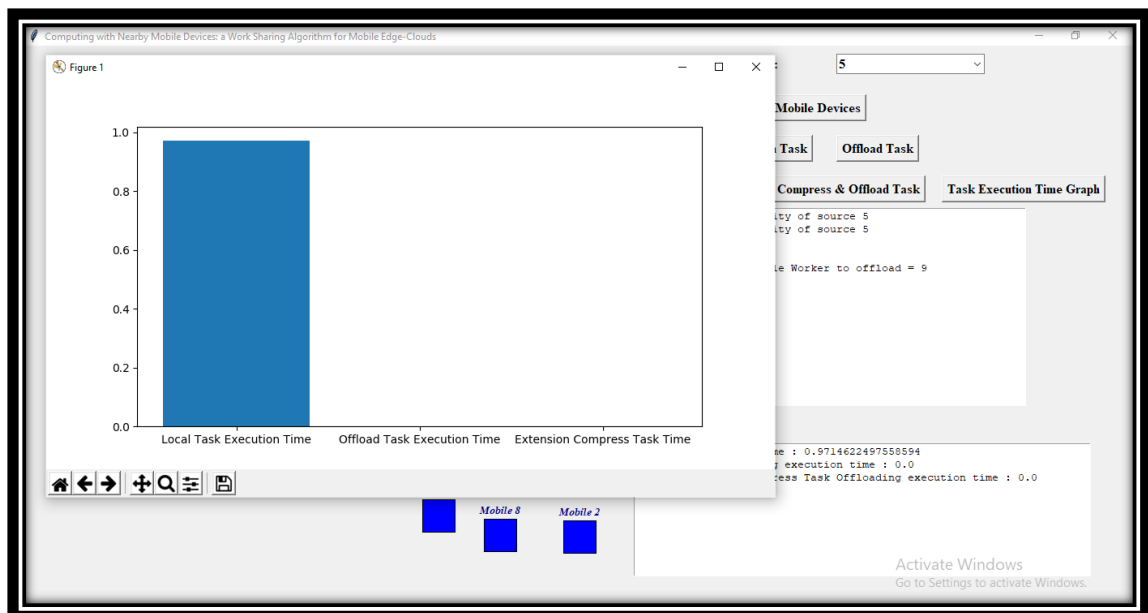 Computing with Nearby Mobile Devices: a Work Sharing Algorithm for Mobile Edge-Clouds
Figure 1
:
5
Mobile Devices
Task
Offload Task
Compress & Offload Task
Task Execution Time Graph
ity of source 5
ity of source 5
le Worker to offload = 9
1.0
0.8
0.6
0.4
0.2
0.0
Local Task Execution Time
Offload Task Execution Time
Extension Compress Task Time
me : 0.9714622497558594
execution time : 0.0
ress Task Offloading execution time : 0.0
Mobile 8
Mobile 2
Activate Windows
Go to Settings to activate Windows.